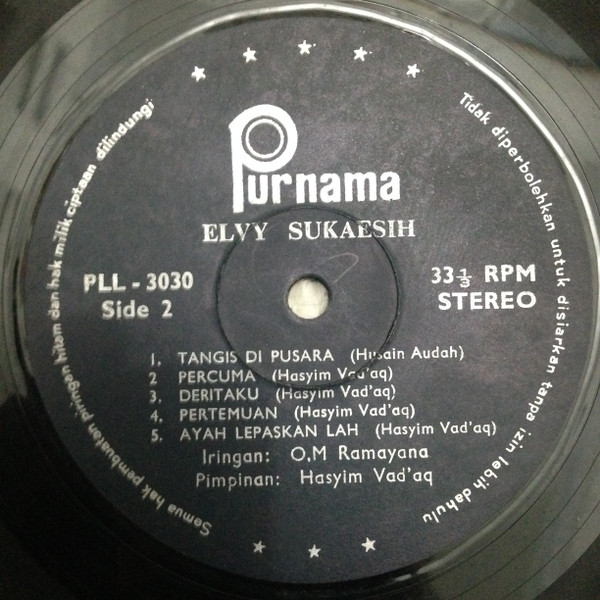 Purnama
ELVY SUKAESIH
PLL - 3030
Side 2
33 1/3 RPM
STEREO
1. TANGIS DI PUSARA (Husain Audah)
2 PERCUMA (Hasyim Vad'aq)
3. DERITAKU (Hasyim Vad'aq)
4. PERTEMUAN (Hasyim Vad'aq)
5. AYAH LEPASKAN LAH (Hasyim Vad'aq)
Iringan: O,M Ramayana
Pimpinan: Hasyim Vad'aq
Semua hak pembuatan piringan hitam dan hak milik ciptaan dilindungi
Tidak diperbolehkan untuk disiarkan tanpa izin lebih dahulu